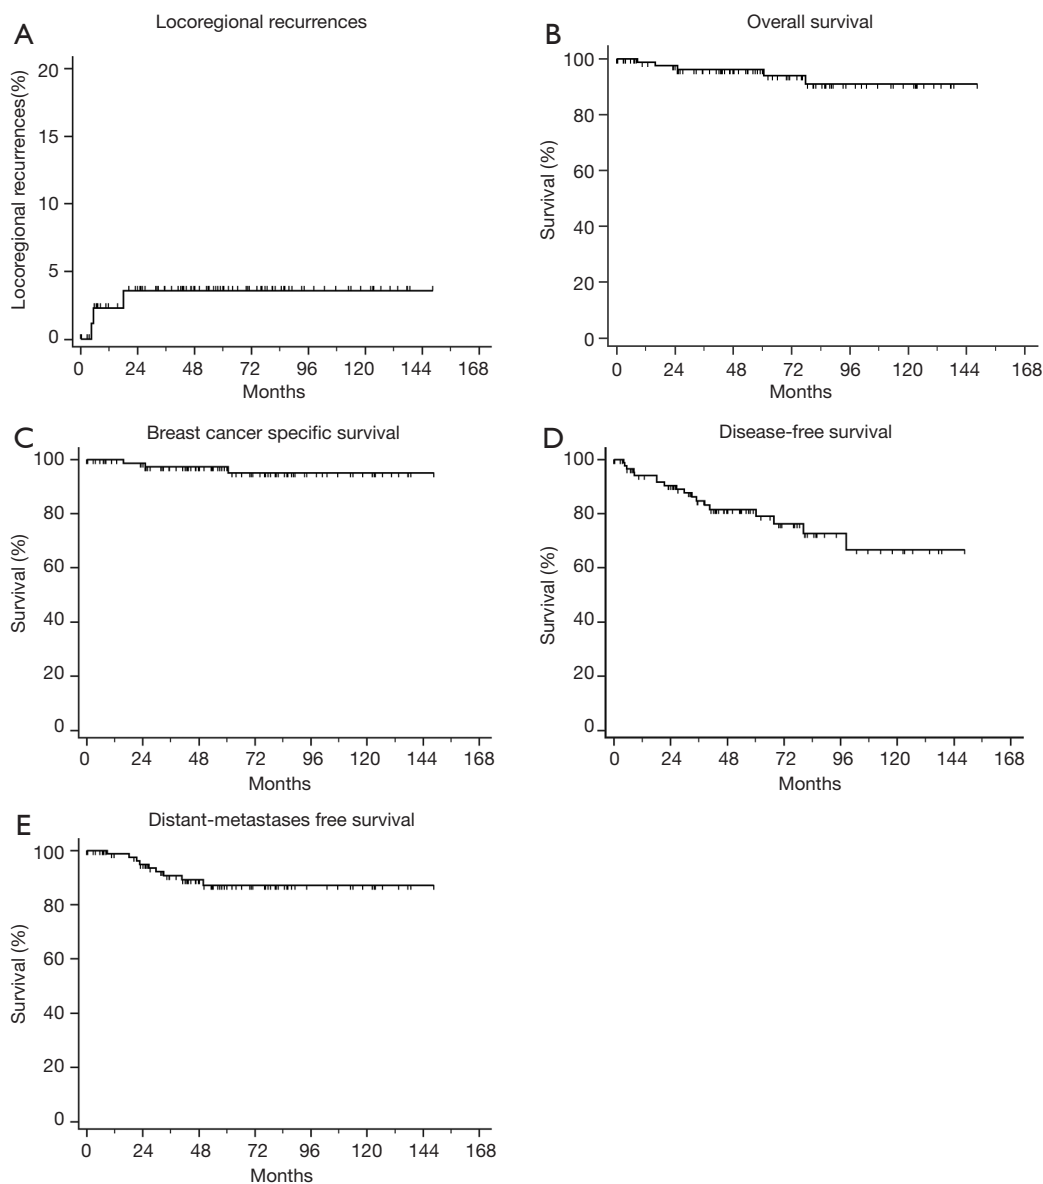 A
Locoregional recurrences
Locoregional recurrences(%)
20
15
10
5
0
0 24 48 72 96 120 144 168
Months
B
Overall survival
Survival (%)
100
80
60
40
20
0
0 24 48 72 96 120 144 168
Months
C
Breast cancer specific survival
Survival (%)
100
80
60
40
20
0
0 24 48 72 96 120 144 168
Months
D
Disease-free survival
Survival (%)
100
80
60
40
20
0
0 24 48 72 96 120 144 168
Months
E
Distant-metastases free survival
Survival (%)
100
80
60
40
20
0
0 24 48 72 96 120 144 168
Months